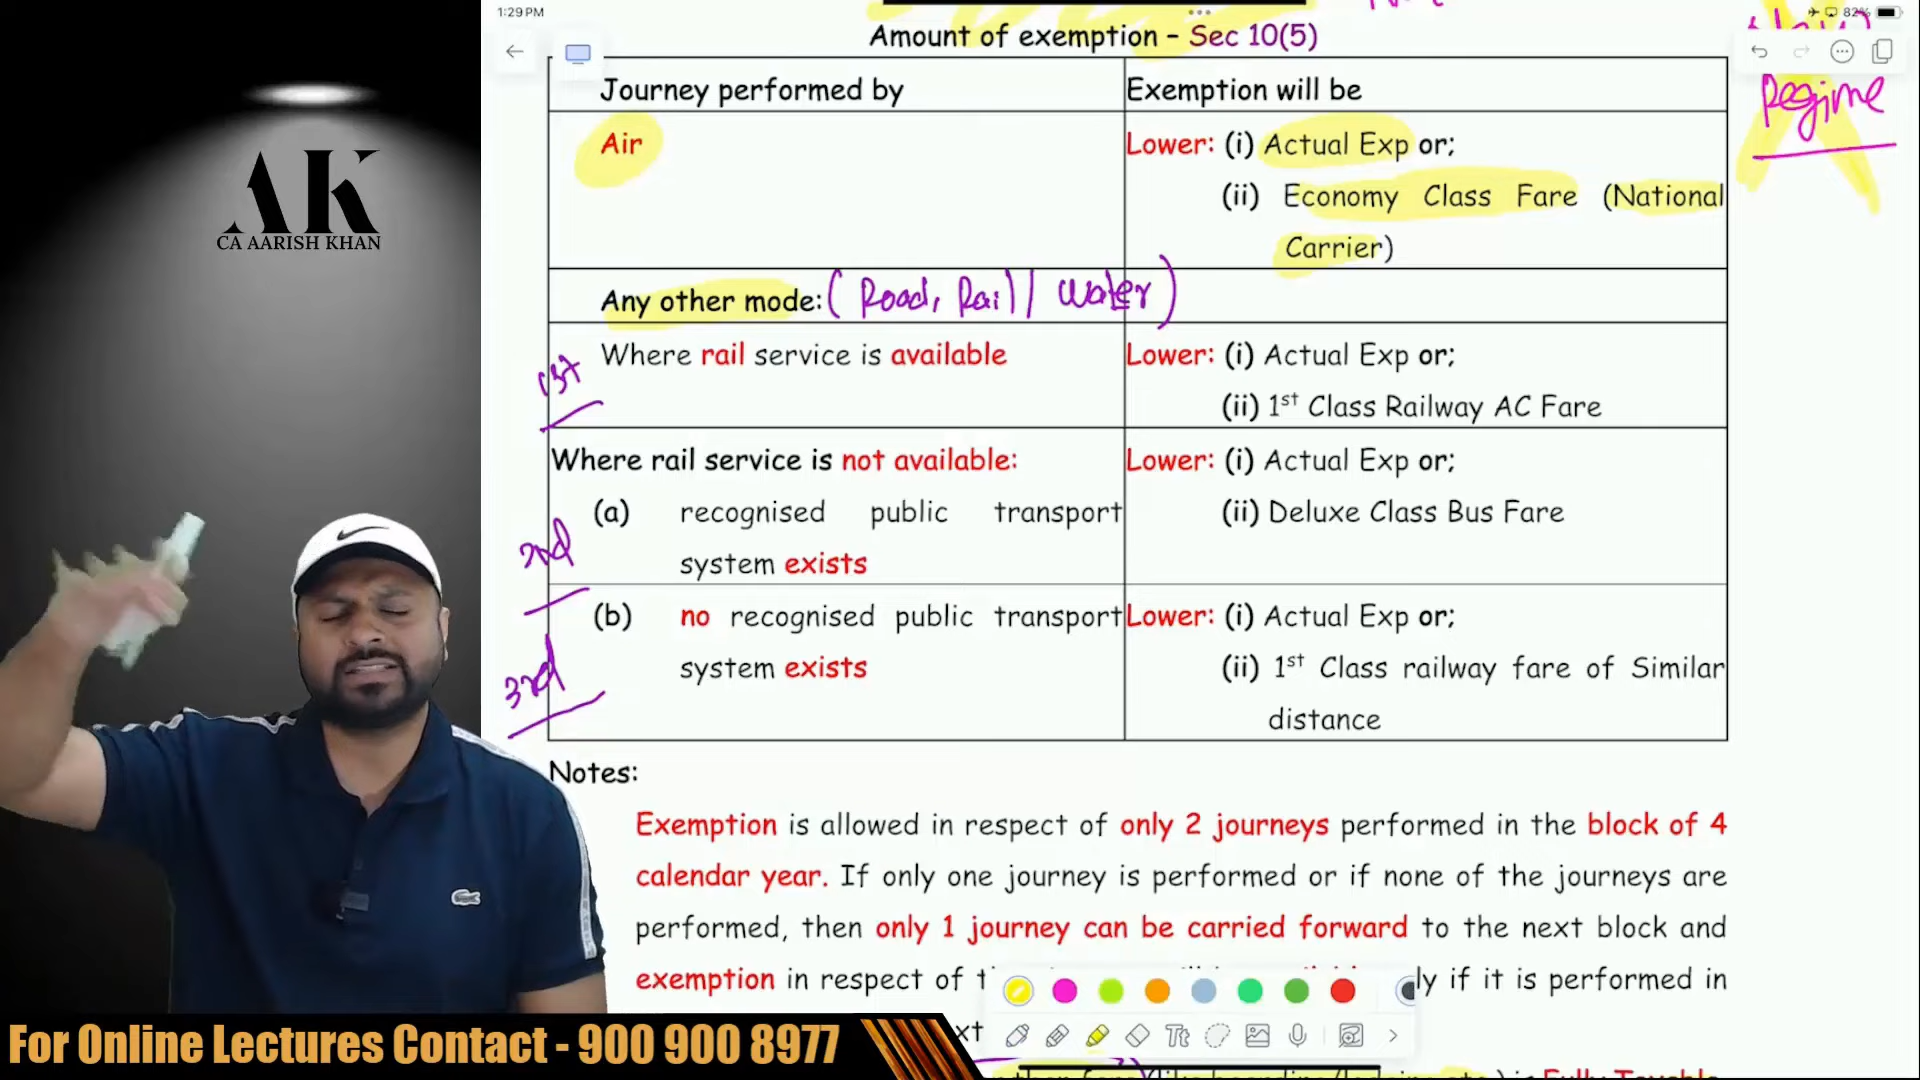 1:29 PM
82%
Amount of exemption – Sec 10(5)
Regime
Journey performed by
Exemption will be
Air
Lower: (i) Actual Exp or;
(ii) Economy Class Fare (National
Carrier)
Any other mode: (Road, Rail / Water)
1st
Where rail service is available
Lower: (i) Actual Exp or;
(ii) 1st Class Railway AC Fare
Where rail service is not available:
2nd
(a) recognised public transport
system exists
Lower: (i) Actual Exp or;
(ii) Deluxe Class Bus Fare
3rd
(b) no recognised public transport
system exists
Lower: (i) Actual Exp or;
(ii) 1st Class railway fare of Similar
distance
Notes:
Exemption is allowed in respect of only 2 journeys performed in the block of 4
calendar year. If only one journey is performed or if none of the journeys are
performed, then only 1 journey can be carried forward to the next block and
exemption in respect of
ly if it is performed in
xt
Tt
AK
CA AARISH KHAN
For Online Lectures Contact - 900 900 8977